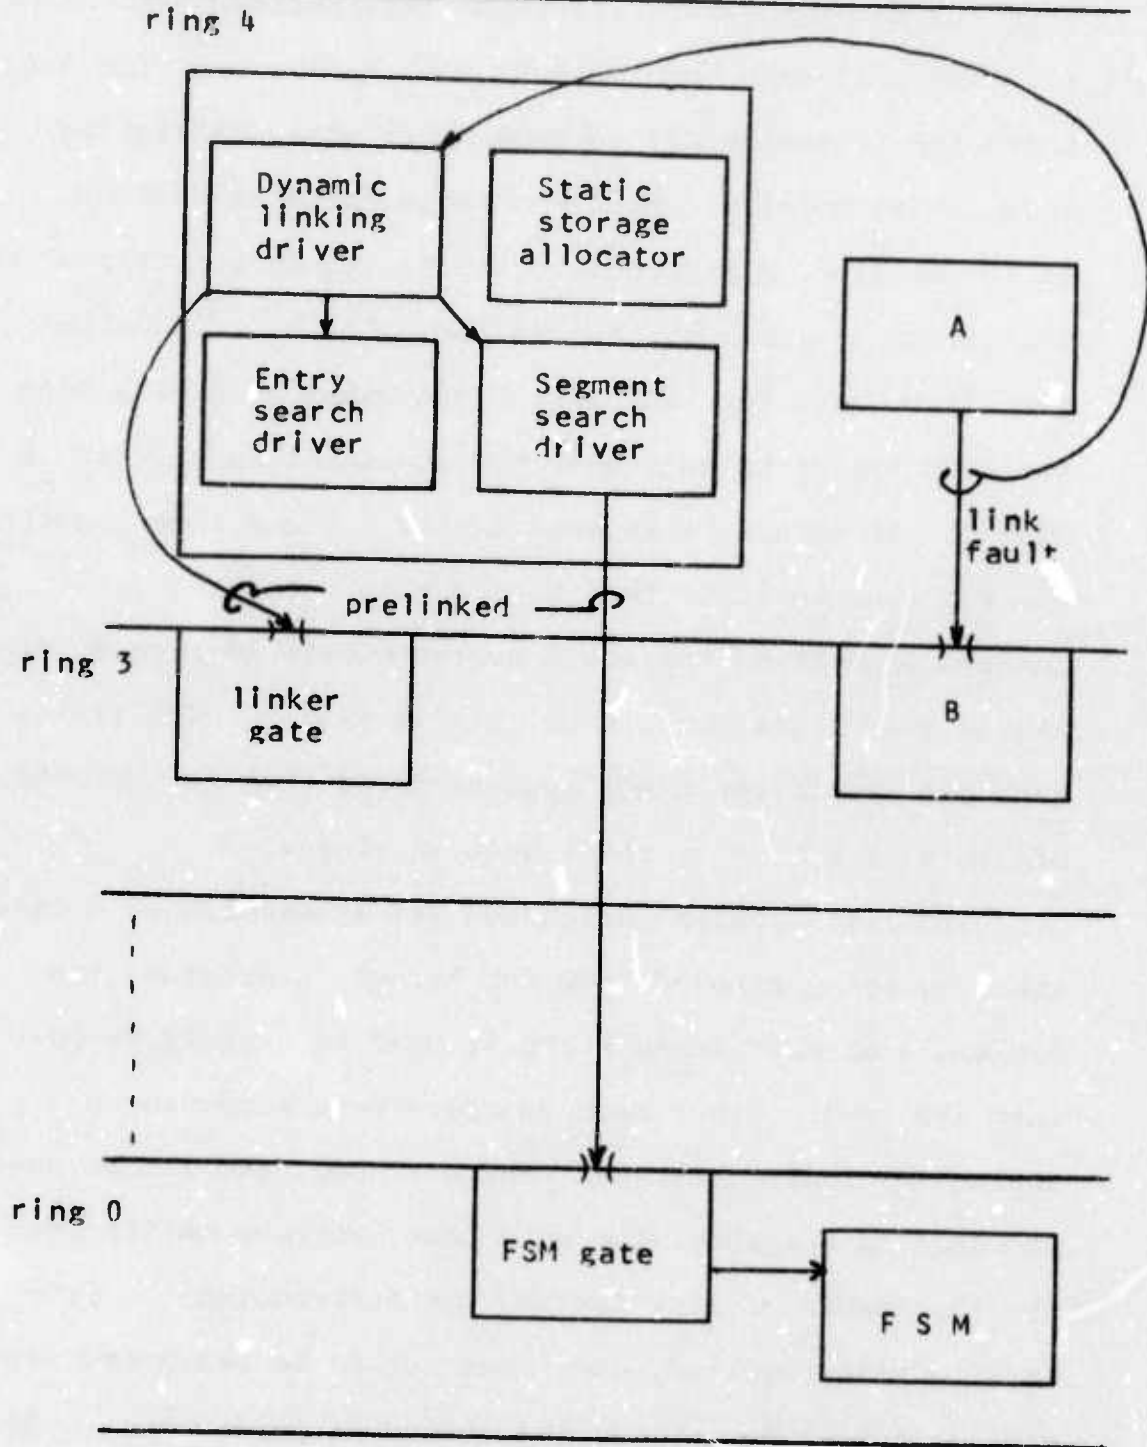 ring 4
Dynamic
linking
driver
Static
storage
allocator
A
Entry
search
driver
Segment
search
driver
link
fault
prelinked
ring 3
linker
gate
B
ring 0
FSM gate
F S M